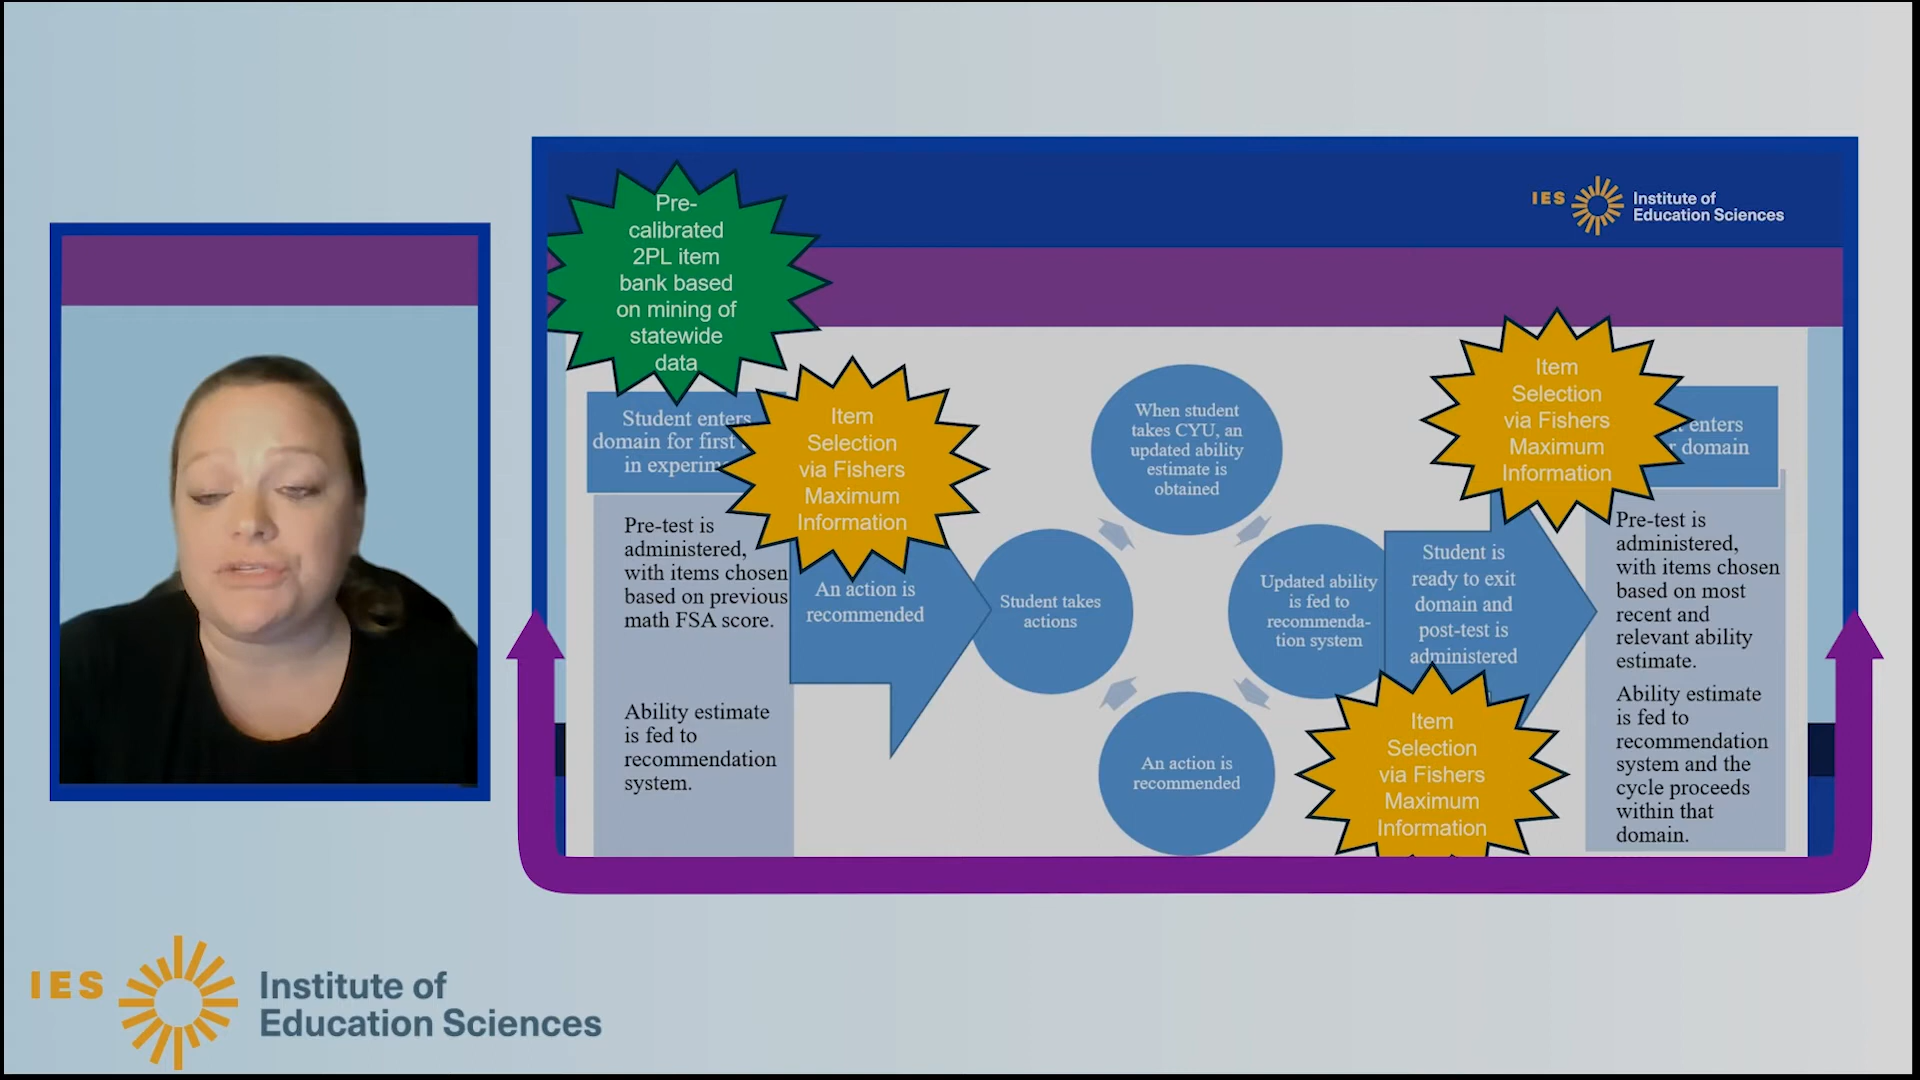 IES
Institute of
Education Sciences
Pre-
calibrated
2PL item
bank based
on mining of
statewide
data
Student enters
domain for first
in
Item
Selection
via Fishers
Maximum
Information
Pre-test is
administered,
with items chosen
based on previous
math FSA score.
Ability estimate
is fed to
recommendation
system.
An action is
recommended
Student takes
actions
When student
takes CYU, an
updated ability
estimate is
obtained
Updated ability
is fed to
recommenda-
tion system
An action is
recommended
Student is
ready to exit
domain and
post-test is
administered
Item
Selection
via Fishers
Maximum
Information
Item
Selection
via Fishers
Maximum
Information
enters
domain
Pre-test is
administered,
with items chosen
based on most
recent and
relevant ability
estimate.
Ability estimate
is fed to
recommendation
system and the
cycle proceeds
within that
domain.
IES
Institute of
Education Sciences